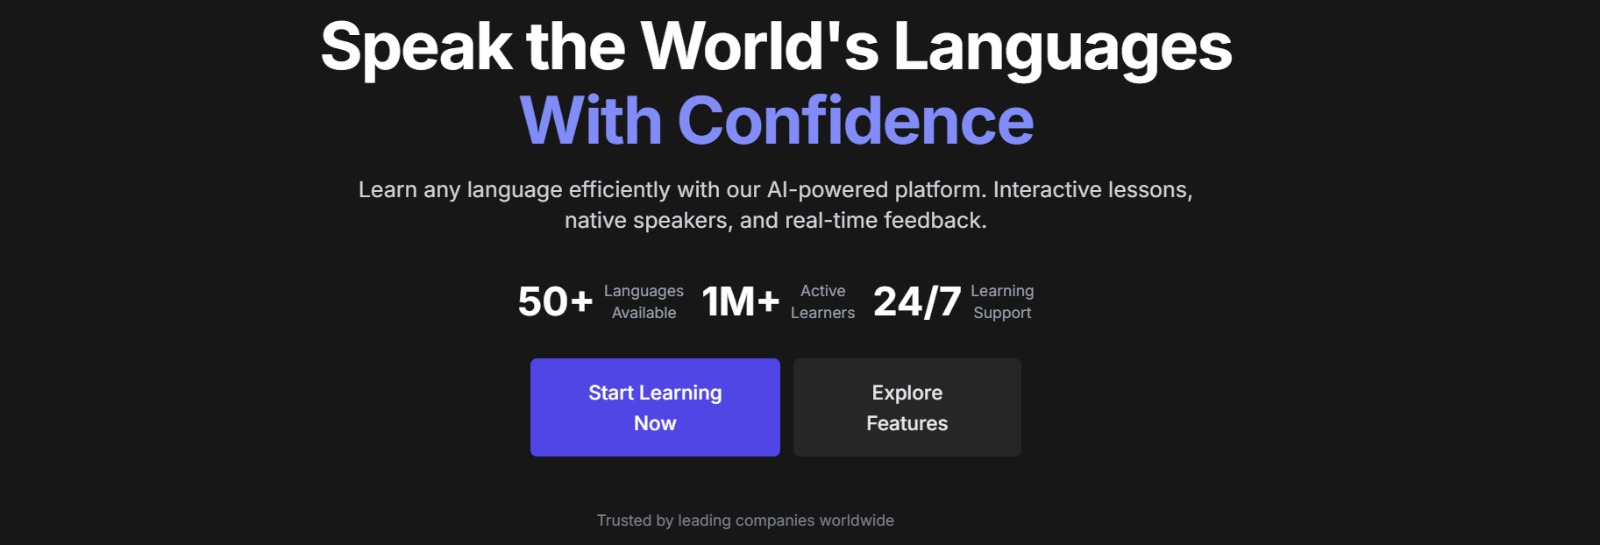 Speak the World's Languages
With Confidence
Learn any language efficiently with our AI-powered platform. Interactive lessons,
native speakers, and real-time feedback.
50+ Languages Available
1M+ Active Learners
24/7 Learning Support
Start Learning
Now
Explore
Features
Trusted by leading companies worldwide